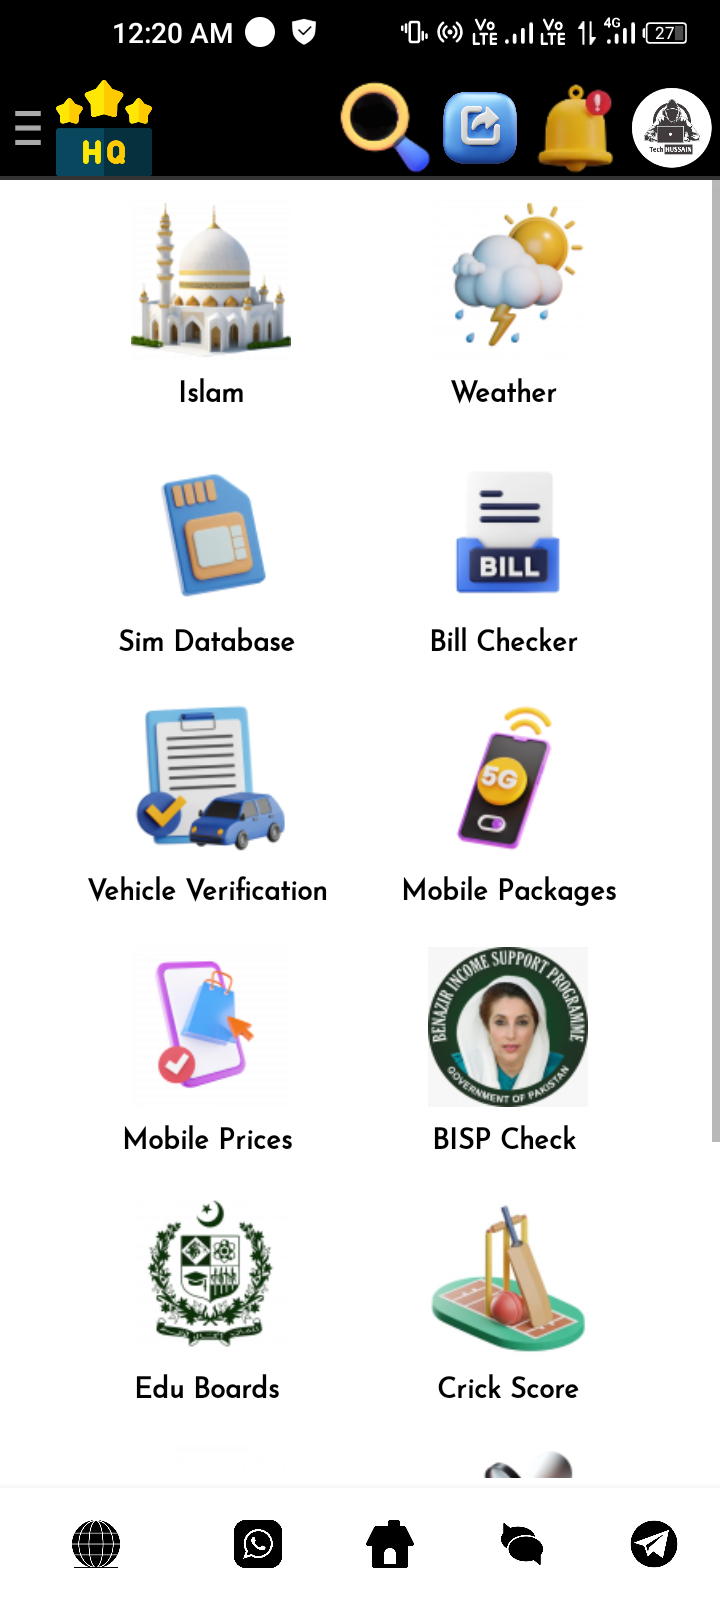 12:20 AM
Vo LTE Vo LTE 4G 27
HQ
Tech HUSSAIN
Islam
Weather
Sim Database
BILL
Bill Checker
Vehicle Verification
5G
Mobile Packages
Mobile Prices
BENAZIR INCOME SUPPORT PROGRAMME
GOVERNMENT OF PAKISTAN
BISP Check
Edu Boards
Crick Score